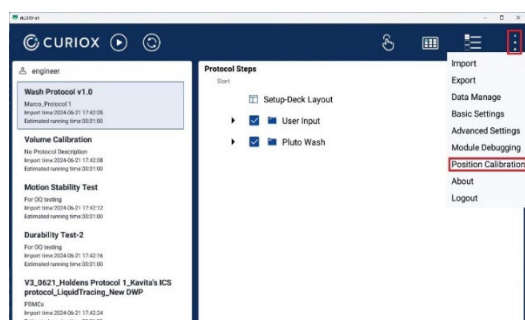 CURIOX
engineer
Wash Protocol v1.0
Marco_Protocol 1
Import time:2024-06-21 17:42:05
Estimated running time:00:01:00
Volume Calibration
No Protocol Description
Import time:2024-06-21 17:42:08
Estimated running time:00:01:00
Motion Stability Test
For OQ testing
Import time:2024-06-21 17:42:12
Estimated running time:00:01:00
Durability Test-2
For OQ testing
Import time:2024-06-21 17:42:16
Estimated running time:00:01:00
V3_0621_Holdens Protocol 1_Kavita's ICS
protocol_LiquidTracing_New DWP
PBMCs
Import time:2024-06-21 17:42:24
Protocol Steps
Start
Setup-Deck Layout
User Input
Pluto Wash
Import
Export
Data Manage
Basic Settings
Advanced Settings
Module Debugging
Position Calibration
About
Logout